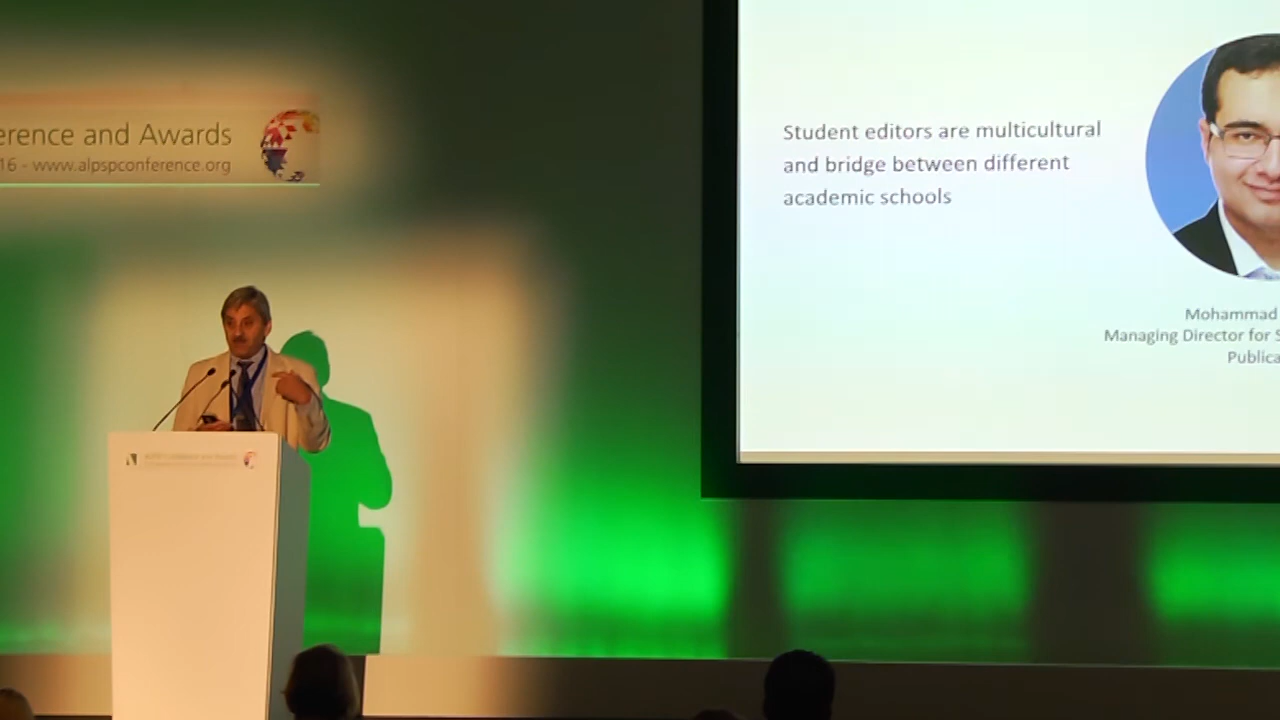 erence and Awards
16 - www.alpspconference.org
Student editors are multicultural
and bridge between different
academic schools
Mohammad
Managing Director for S
Publica